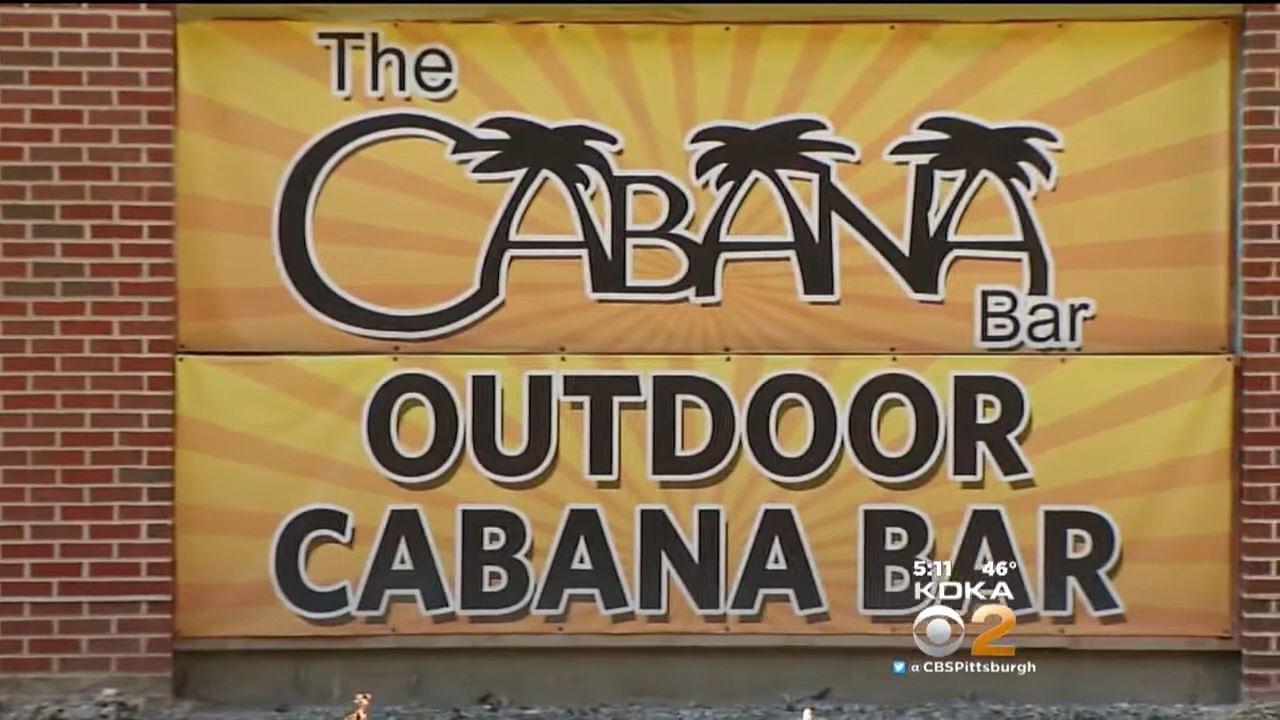 The
CABANA
Bar
OUTDOOR
CABANA BAR
5:11 46°
KDKA
2
@CBSPittsburgh